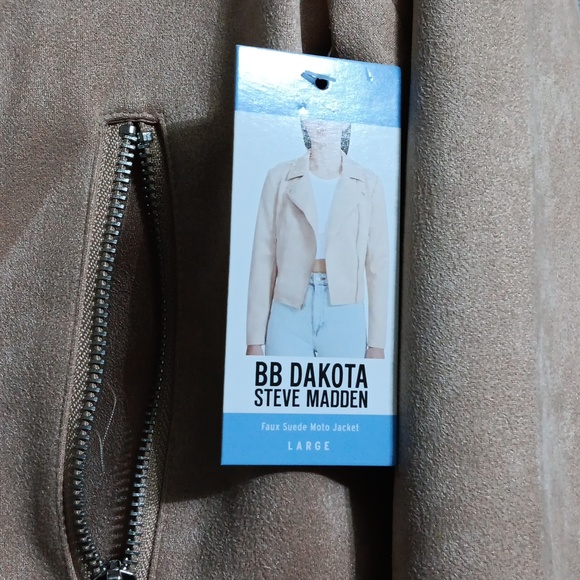 BB DAKOTA
STEVE MADDEN
Faux Suede Moto Jacket
LARGE